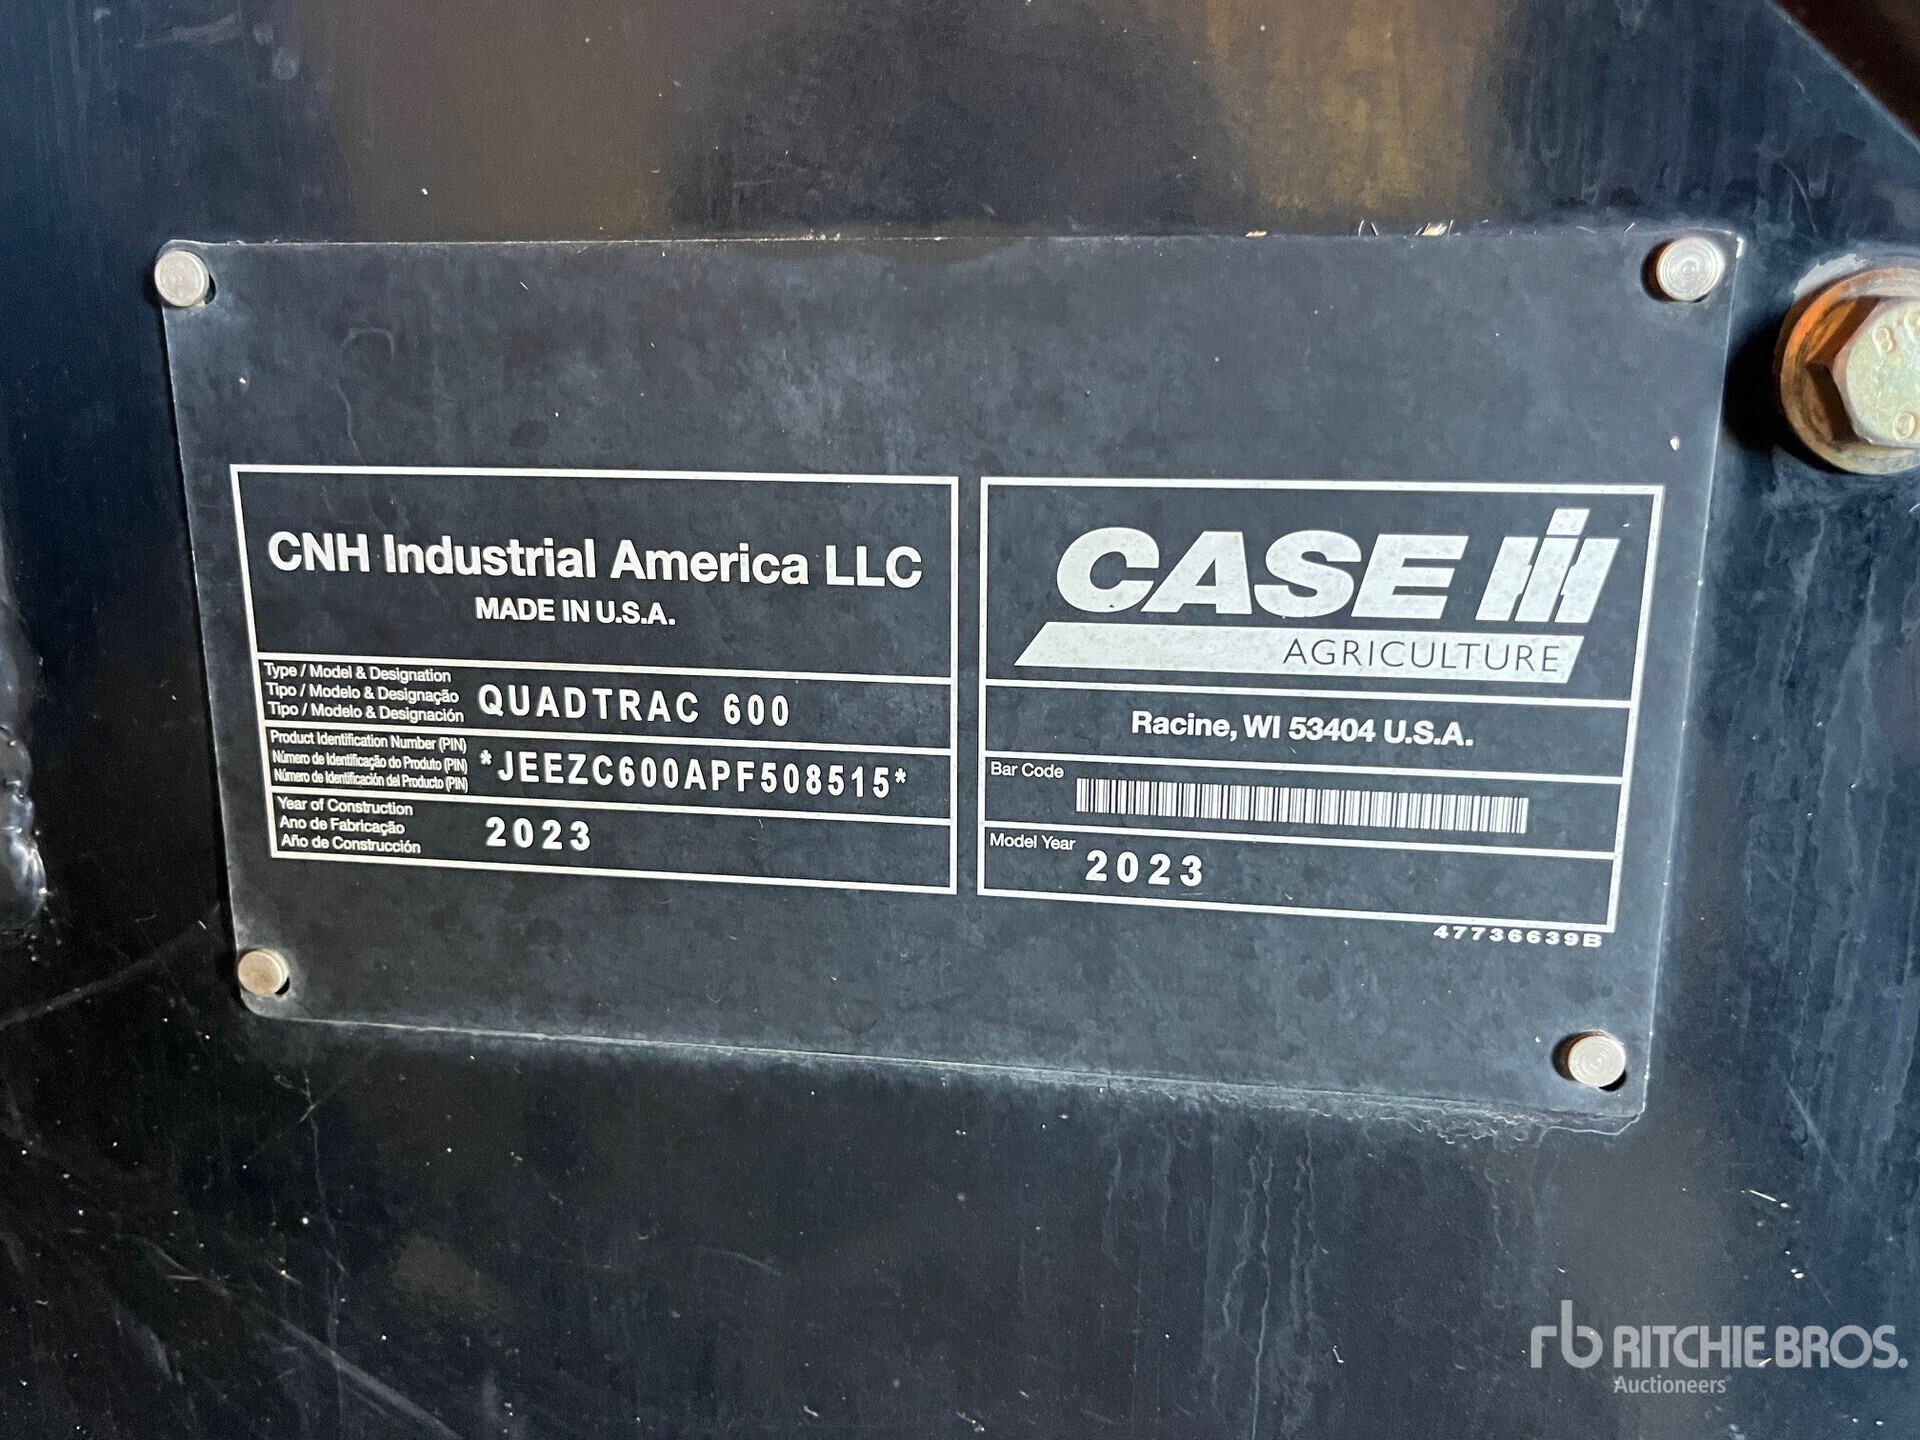 CNH Industrial America LLC
MADE IN U.S.A.
Type / Model & Designation
Tipo / Modelo & Designação
Tipo / Modelo & Designación
QUADTRAC 600
Product Identification Number (PIN)
Número de Identificação do Produto (PIN)
Número de Identificación del Producto (PIN)
*JEEZC600APF508515*
Year of Construction
Ano de Fabricação
Año de Construcción
2023
CASE IH
AGRICULTURE
Racine, WI 53404 U.S.A.
Bar Code
Model Year
2023
47736639B
rb RITCHIE BROS.
Auctioneers